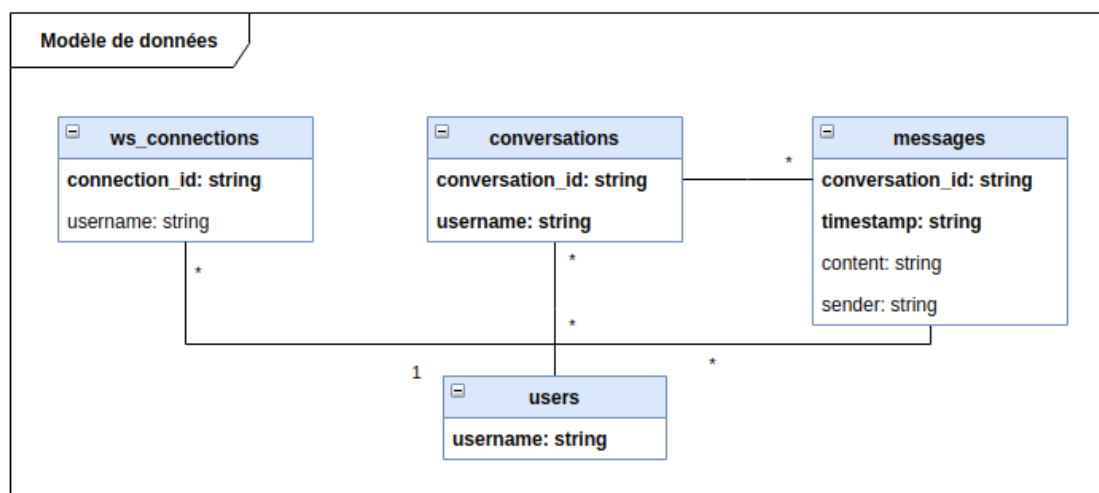 Modèle de données
ws_connections
connection_id: string
username: string
*
conversations
conversation_id: string
username: string
*
*
*
messages
conversation_id: string
timestamp: string
content: string
sender: string
1
*
users
username: string